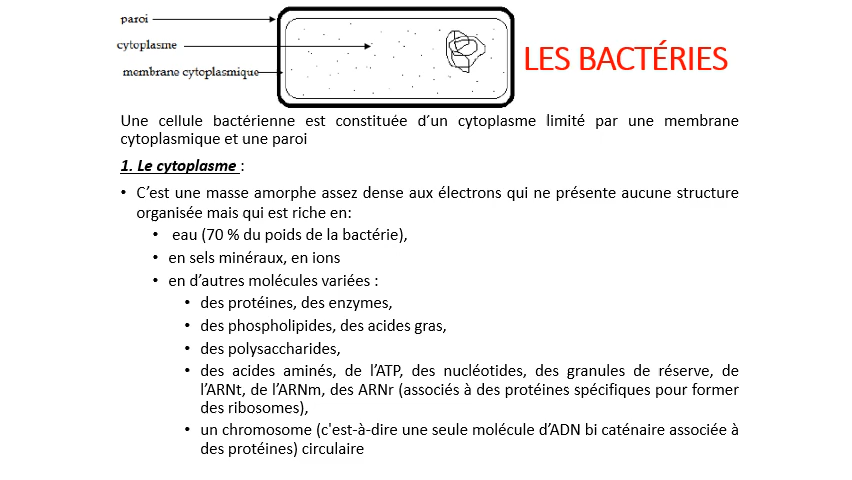 paroi
cytoplasme
membrane cytoplasmique
LES BACTÉRIES
Une cellule bactérienne est constituée d´un cytoplasme limité par une membrane
cytoplasmique et une paroi
1. Le cytoplasme :
• C’est une masse amorphe assez dense aux électrons qui ne présente aucune structure
organisée mais qui est riche en:
• eau (70 % du poids de la bactérie),
• en sels minéraux, en ions
• en d’autres molécules variées :
• des protéines, des enzymes,
• des phospholipides, des acides gras,
• des polysaccharides,
• des acides aminés, de l’ATP, des nucléotides, des granules de réserve, de
l’ARNt, de l’ARNm, des ARNr (associés à des protéines spécifiques pour former
des ribosomes),
• un chromosome (c'est-à-dire une seule molécule d’ADN bi caténaire associée à
des protéines) circulaire